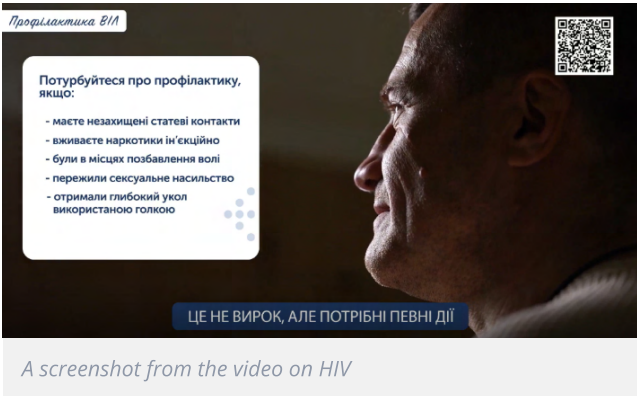 Профілактика ВІЛ
Потурбуйтеся про профілактику,
якщо:
- маєте незахищені статеві контакти
- вживаєте наркотики ін’єкційно
- були в місцях позбавлення волі
- пережили сексуальне насильство
- отримали глибокий укол
використаною голкою
ЦЕ НЕ ВИРОК, АЛЕ ПОТРІБНІ ПЕВНІ ДІЇ
A screenshot from the video on HIV